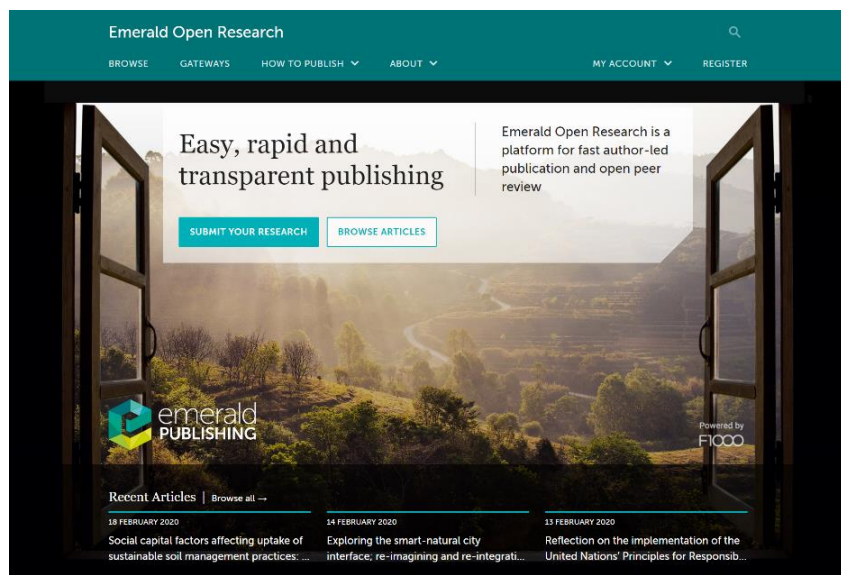 Emerald Open Research
BROWSE
GATEWAYS
HOW TO PUBLISH
ABOUT
MY ACCOUNT
REGISTER
Easy, rapid and
transparent publishing
Emerald Open Research is a
platform for fast author-led
publication and open peer
review
SUBMIT YOUR RESEARCH
BROWSE ARTICLES
emerald
PUBLISHING
Powered by
F1000
Recent Articles | Browse all →
18 FEBRUARY 2020
Social capital factors affecting uptake of
sustainable soil management practices: ...
14 FEBRUARY 2020
Exploring the smart-natural city
interface; re-imagining and re-integrati...
13 FEBRUARY 2020
Reflection on the implementation of the
United Nations' Principles for Responsib...